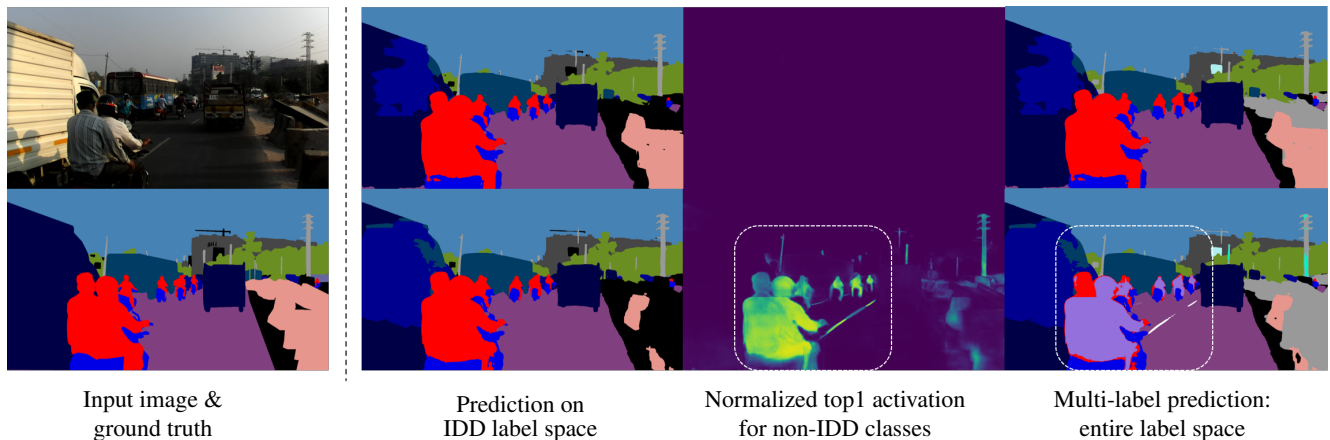 Input image &
ground truth
Prediction on
IDD label space
Normalized top1 activation
for non-IDD classes
Multi-label prediction:
entire label space